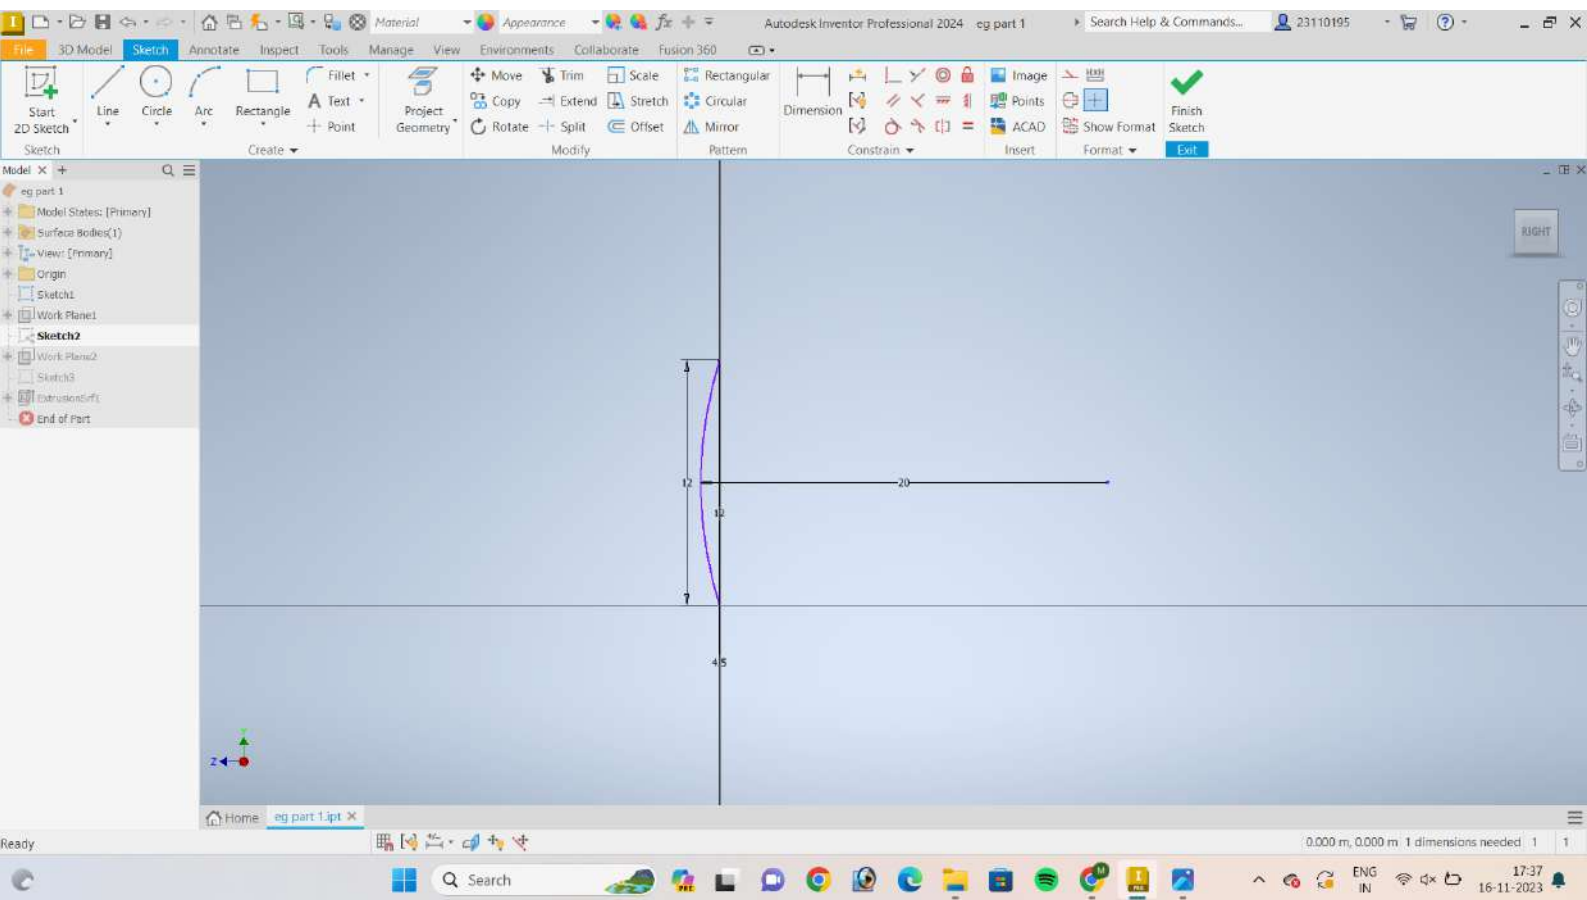 Material Appearance fx Autodesk Inventor Professional 2024 eg part 1 Search Help & Commands... 23110195
File 3D Model Sketch Annotate Inspect Tools Manage View Environments Collaborate Fusion 360
Start 2D Sketch Line Circle Arc Rectangle Fillet Text Point Project Geometry Move Copy Rotate Trim Extend Split Scale Stretch Offset Rectangular Circular Mirror Dimension Image Points ACAD Show Format Finish Sketch
Sketch Create Modify Pattern Constrain Insert Format Exit
Model
eg part 1
Model States: [Primary]
Surface Bodies(1)
View: [Primary]
Origin
Sketch1
Work Plane1
Sketch2
Work Plane2
Sketch3
ExtrusionSrf1
End of Part
RIGHT
12
20
12
4.5
Z
Home eg part 1.ipt
Ready
0.000 m, 0.000 m 1 dimensions needed 1 1
Search
ENG
IN
17:37
16-11-2023